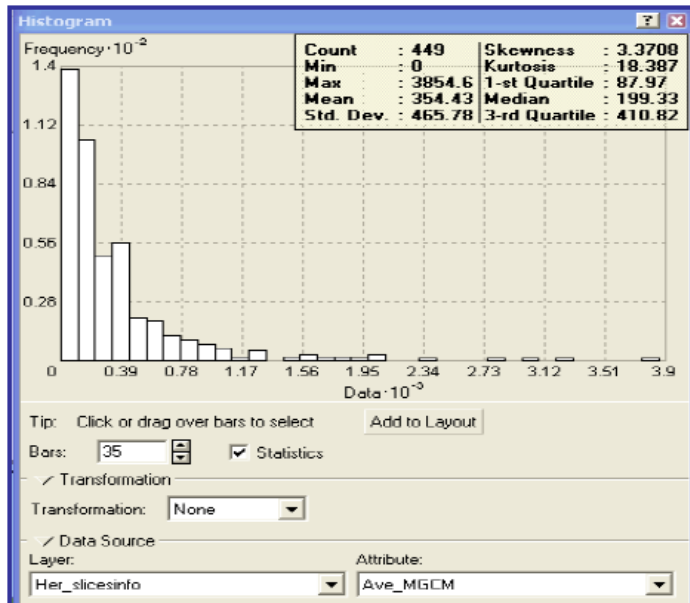 Histogram
Frequency·10⁻²
Count : 449 Skewness : 3.3708
Min : 0 Kurtosis : 18.387
Max : 3854.6 1-st Quartile : 87.97
Mean : 354.43 Median : 199.33
Std. Dev. : 465.78 3-rd Quartile : 410.82
1.4
1.12
0.84
0.56
0.28
0 0.39 0.78 1.17 1.56 1.95 2.34 2.73 3.12 3.51 3.9
Data·10⁻³
Tip: Click or drag over bars to select Add to Layout
Bars: 35 Statistics
Transformation
Transformation: None
Data Source
Layer: Attribute:
Her_slicesinfo Ave_MGCM